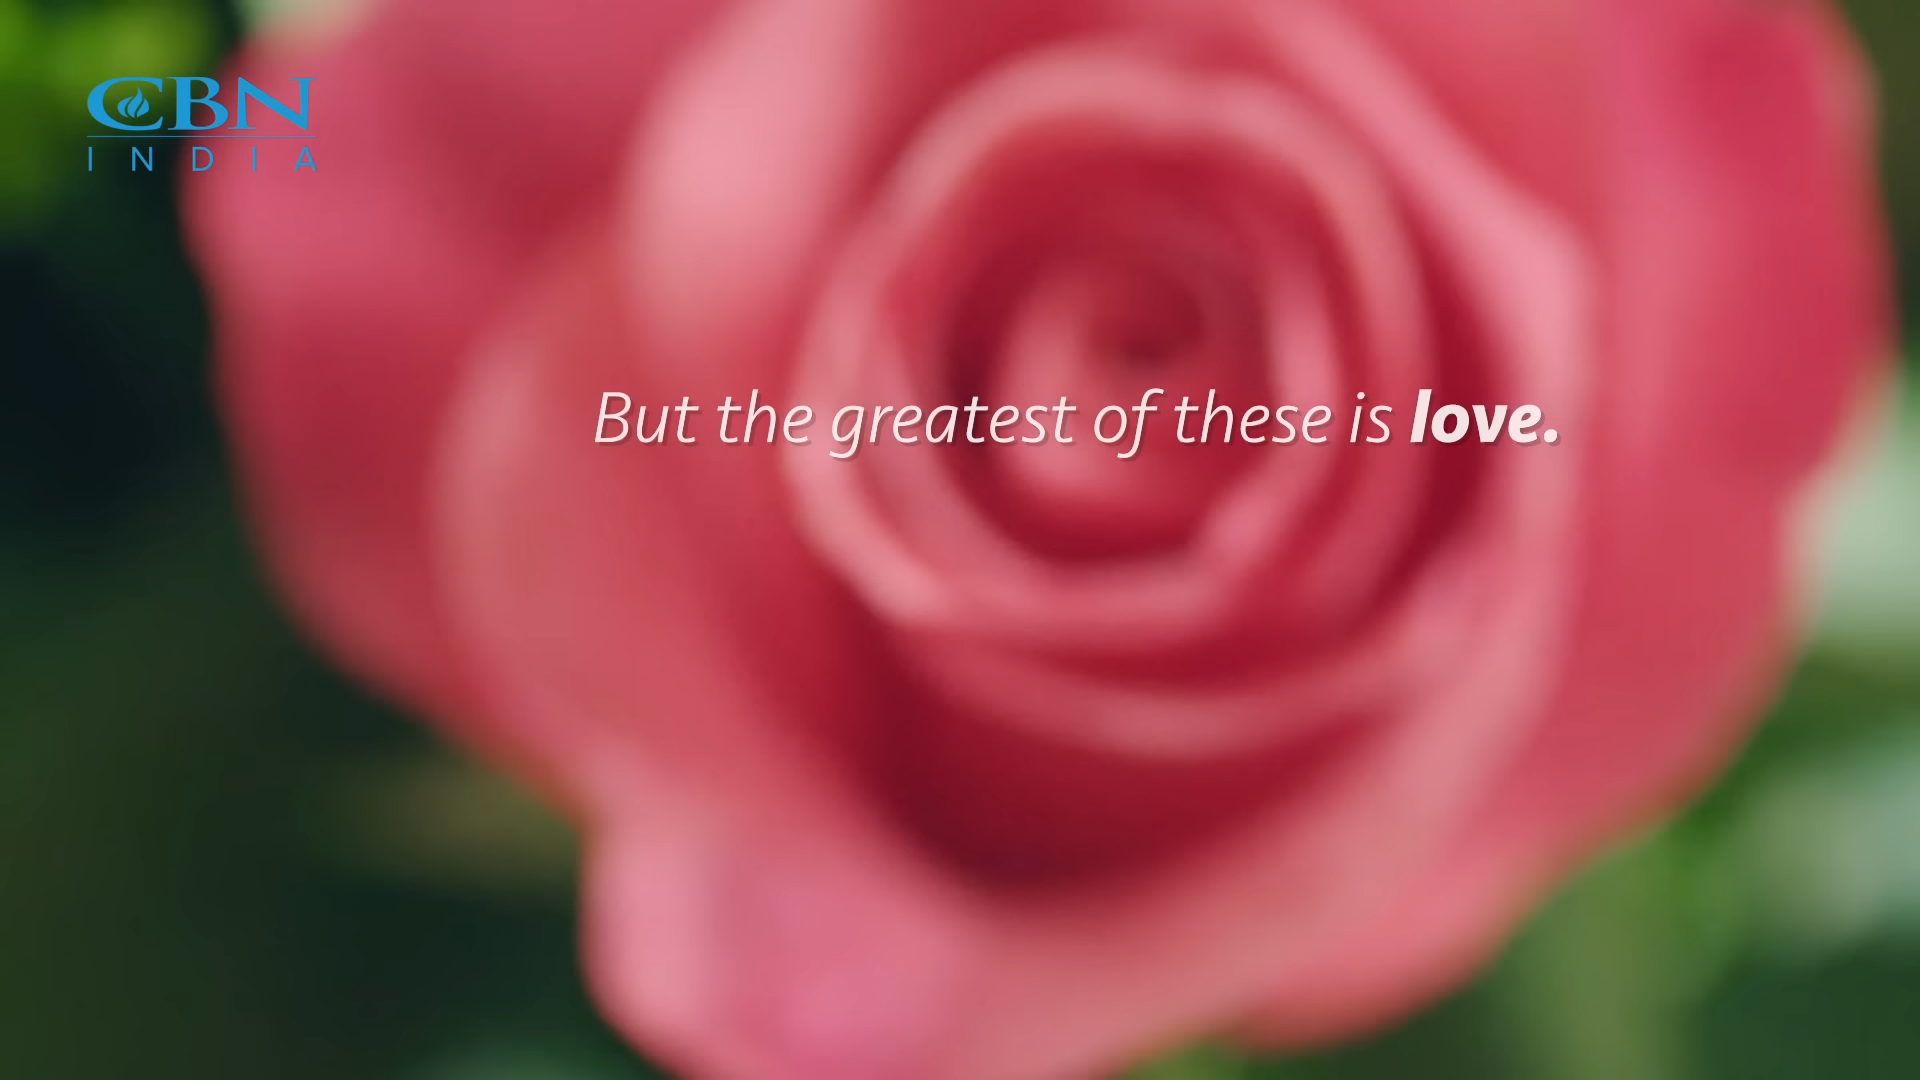 CBN
INDIA
But the greatest of these is love.